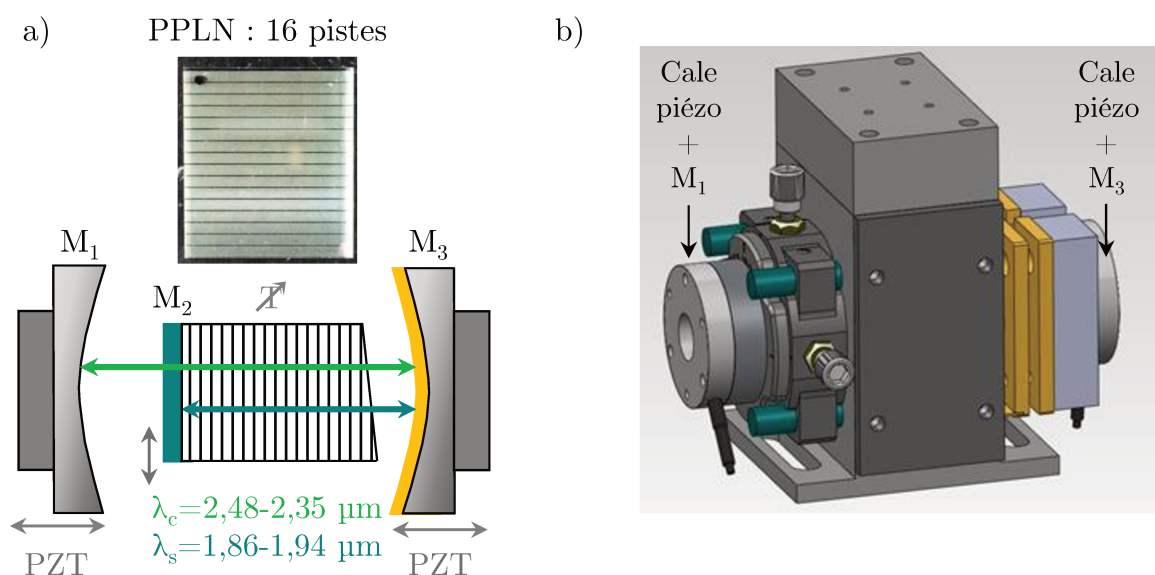 a)
PPLN : 16 pistes
M₁
M₂
T
M₃
λc=2,48-2,35 µm
λs=1,86-1,94 µm
PZT
PZT
b)
Cale
piézo
+
M₁
Cale
piézo
+
M₃